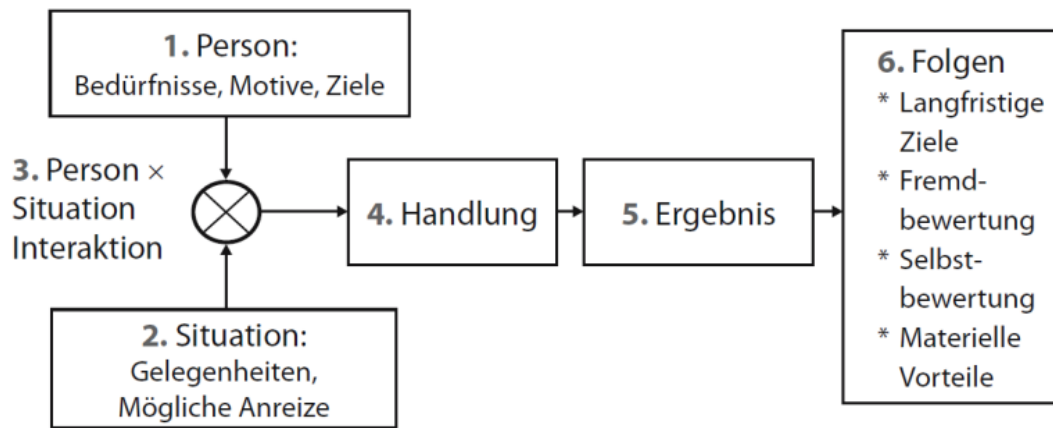 1. Person:
Bedürfnisse, Motive, Ziele
3. Person ×
Situation
Interaktion
2. Situation:
Gelegenheiten,
Mögliche Anreize
4. Handlung
5. Ergebnis
6. Folgen
* Langfristige
Ziele
* Fremd-
bewertung
* Selbst-
bewertung
* Materielle
Vorteile